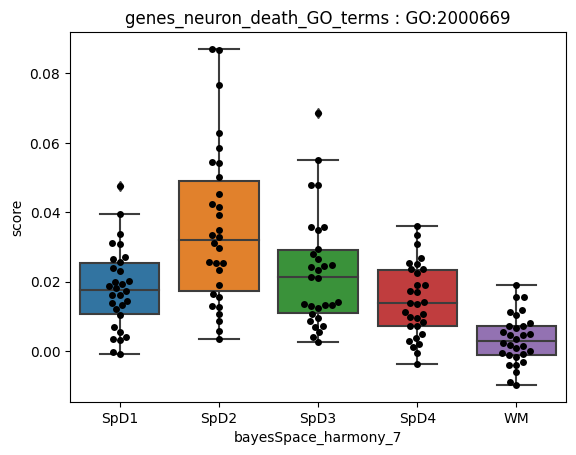 genes_neuron_death_GO_terms : GO:2000669
score
0.08
0.06
0.04
0.02
0.00
SpD1 SpD2 SpD3 SpD4 WM
bayesSpace_harmony_7